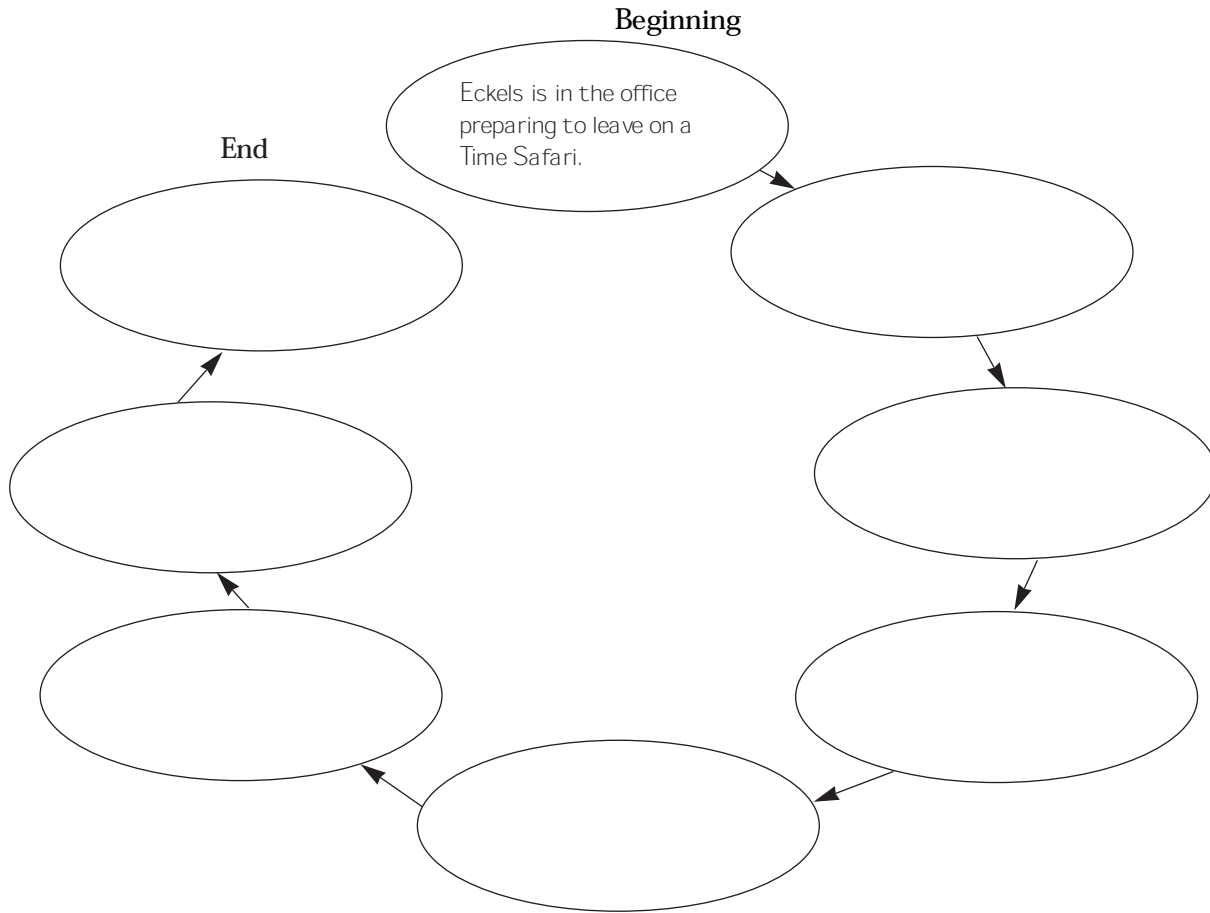 Beginning
Eckels is in the office
preparing to leave on a
Time Safari.
End